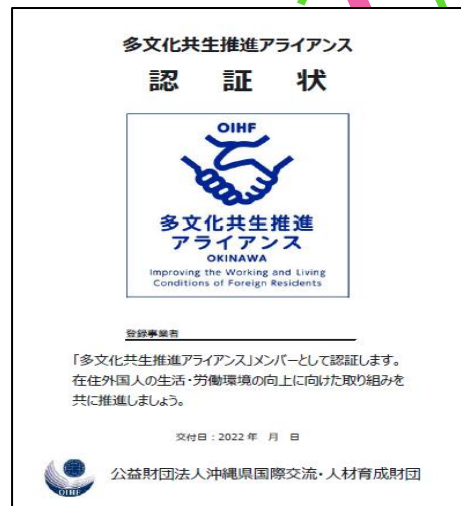 多文化共生推進アライアンス
認 証 状
OIHF
多文化共生推進
アライアンス
OKINAWA
Improving the Working and Living
Conditions of Foreign Residents
登録事業者
「多文化共生推進アライアンス」メンバーとして認証します。
在住外国人の生活・労働環境の向上に向けた取り組みを
共に推進しましょう。
交付日：2022年 月 日
OIHF
公益財団法人沖縄県国際交流・人材育成財団